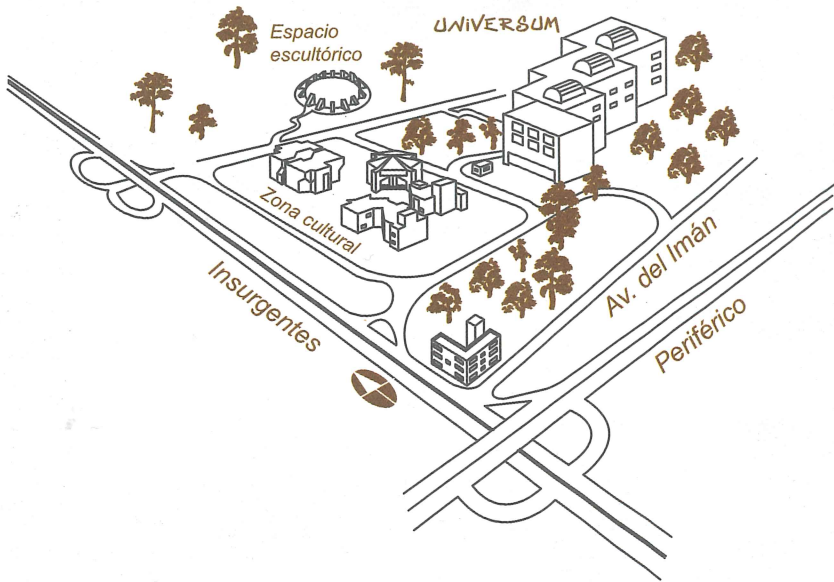 Espacio
escultórico
UNiVERSUM
Zona cultural
Insurgentes
Av. del Imán
Periférico